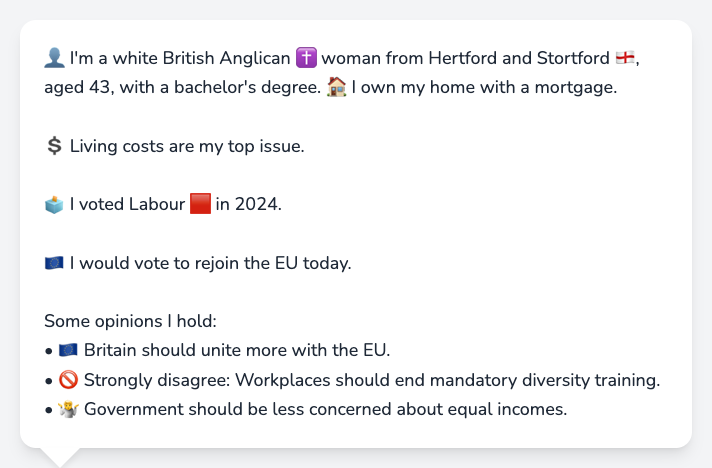 👤 I'm a white British Anglican ✝️ woman from Hertford and Stortford 🏴󠁧󠁢󠁥󠁮󠁧󠁿,
aged 43, with a bachelor's degree. 🏠 I own my home with a mortgage.
💲 Living costs are my top issue.
🗳️ I voted Labour 🟥 in 2024.
🇪🇺 I would vote to rejoin the EU today.
Some opinions I hold:
• 🇪🇺 Britain should unite more with the EU.
• 🚫 Strongly disagree: Workplaces should end mandatory diversity training.
• 🤷‍♀️ Government should be less concerned about equal incomes.